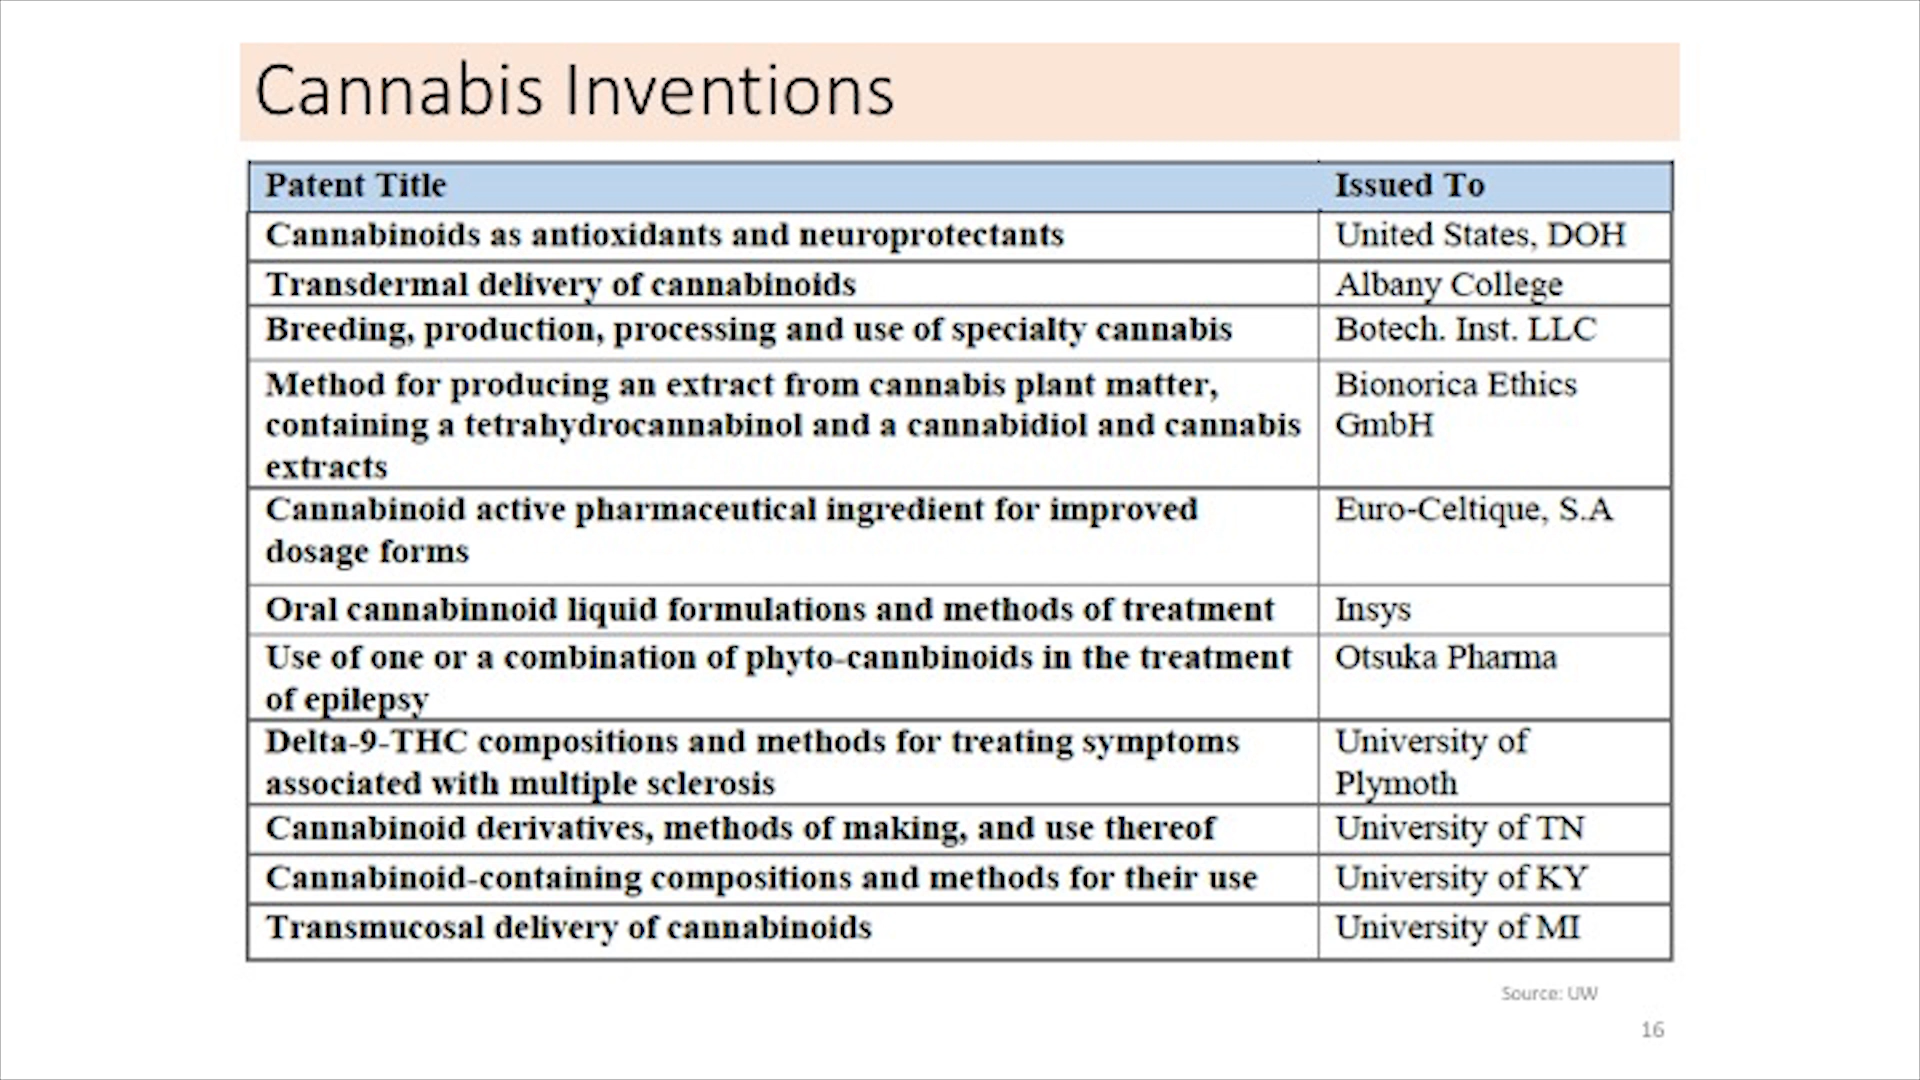 Cannabis Inventions
Patent Title Issued To
Cannabinoids as antioxidants and neuroprotectants United States, DOH
Transdermal delivery of cannabinoids Albany College
Breeding, production, processing and use of specialty cannabis Botech. Inst. LLC
Method for producing an extract from cannabis plant matter, Bionorica Ethics
containing a tetrahydrocannabinol and a cannabidiol and cannabis GmbH
extracts
Cannabinoid active pharmaceutical ingredient for improved Euro-Celtique, S.A
dosage forms
Oral cannabinnoid liquid formulations and methods of treatment Insys
Use of one or a combination of phyto-cannbinoids in the treatment Otsuka Pharma
of epilepsy
Delta-9-THC compositions and methods for treating symptoms University of
associated with multiple sclerosis Plymoth
Cannabinoid derivatives, methods of making, and use thereof University of TN
Cannabinoid-containing compositions and methods for their use University of KY
Transmucosal delivery of cannabinoids University of MI
Source: UW
16